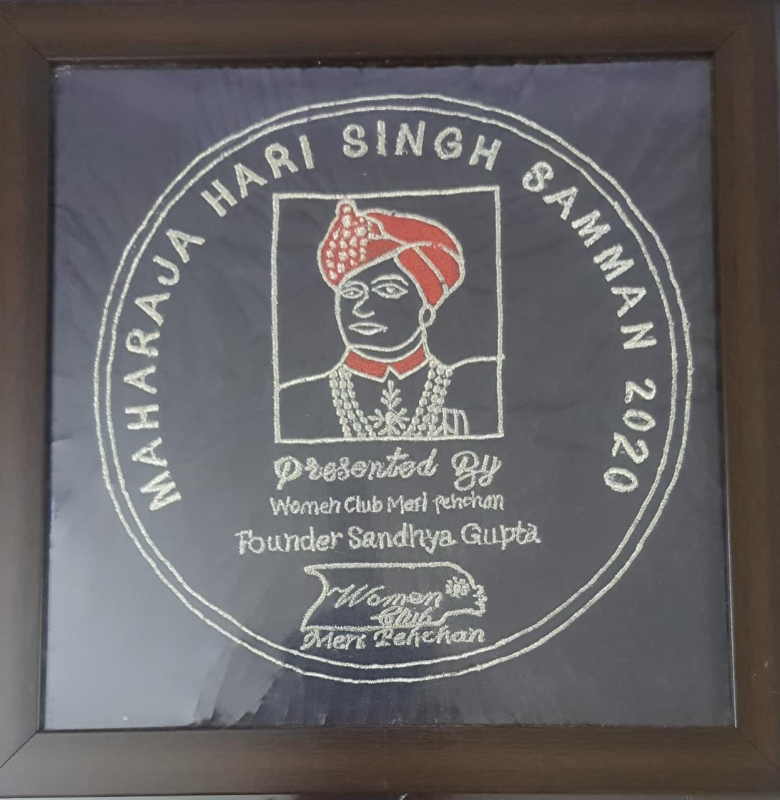 MAHARAJA HARI SINGH SAMMAN 2020
Presented By
Women Club Meri Pehchan
Founder Sandhya Gupta
Women
Club
Meri Pehchan